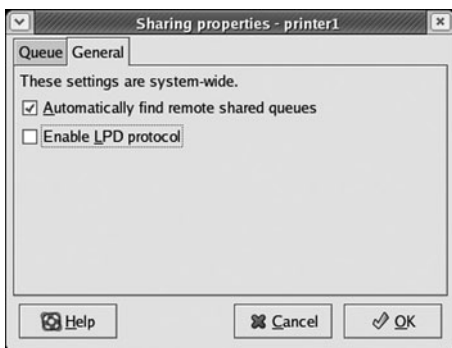 Sharing properties - printer1
Queue General
These settings are system-wide.
Automatically find remote shared queues
Enable LPD protocol
Help Cancel OK